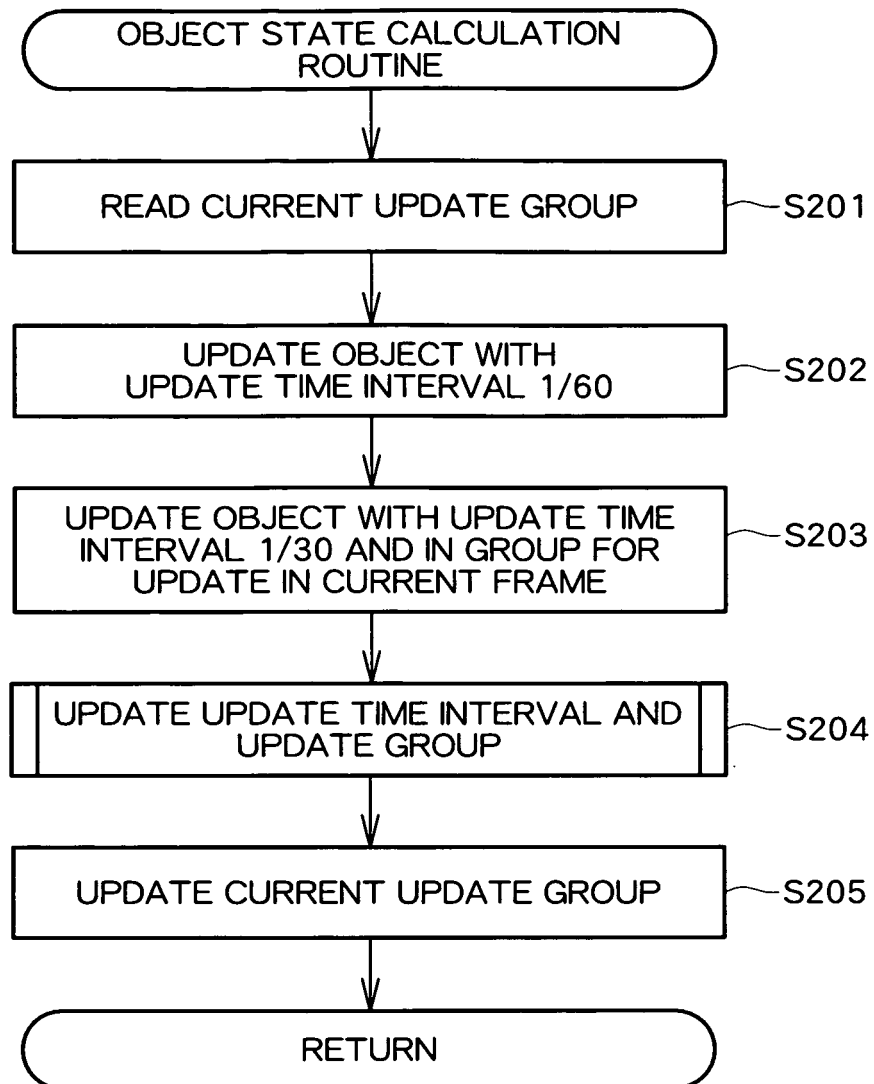 OBJECT STATE CALCULATION
ROUTINE
READ CURRENT UPDATE GROUP
S201
UPDATE OBJECT WITH
UPDATE TIME INTERVAL 1/60
S202
UPDATE OBJECT WITH UPDATE TIME
INTERVAL 1/30 AND IN GROUP FOR
UPDATE IN CURRENT FRAME
S203
UPDATE UPDATE TIME INTERVAL AND
UPDATE GROUP
S204
UPDATE CURRENT UPDATE GROUP
S205
RETURN